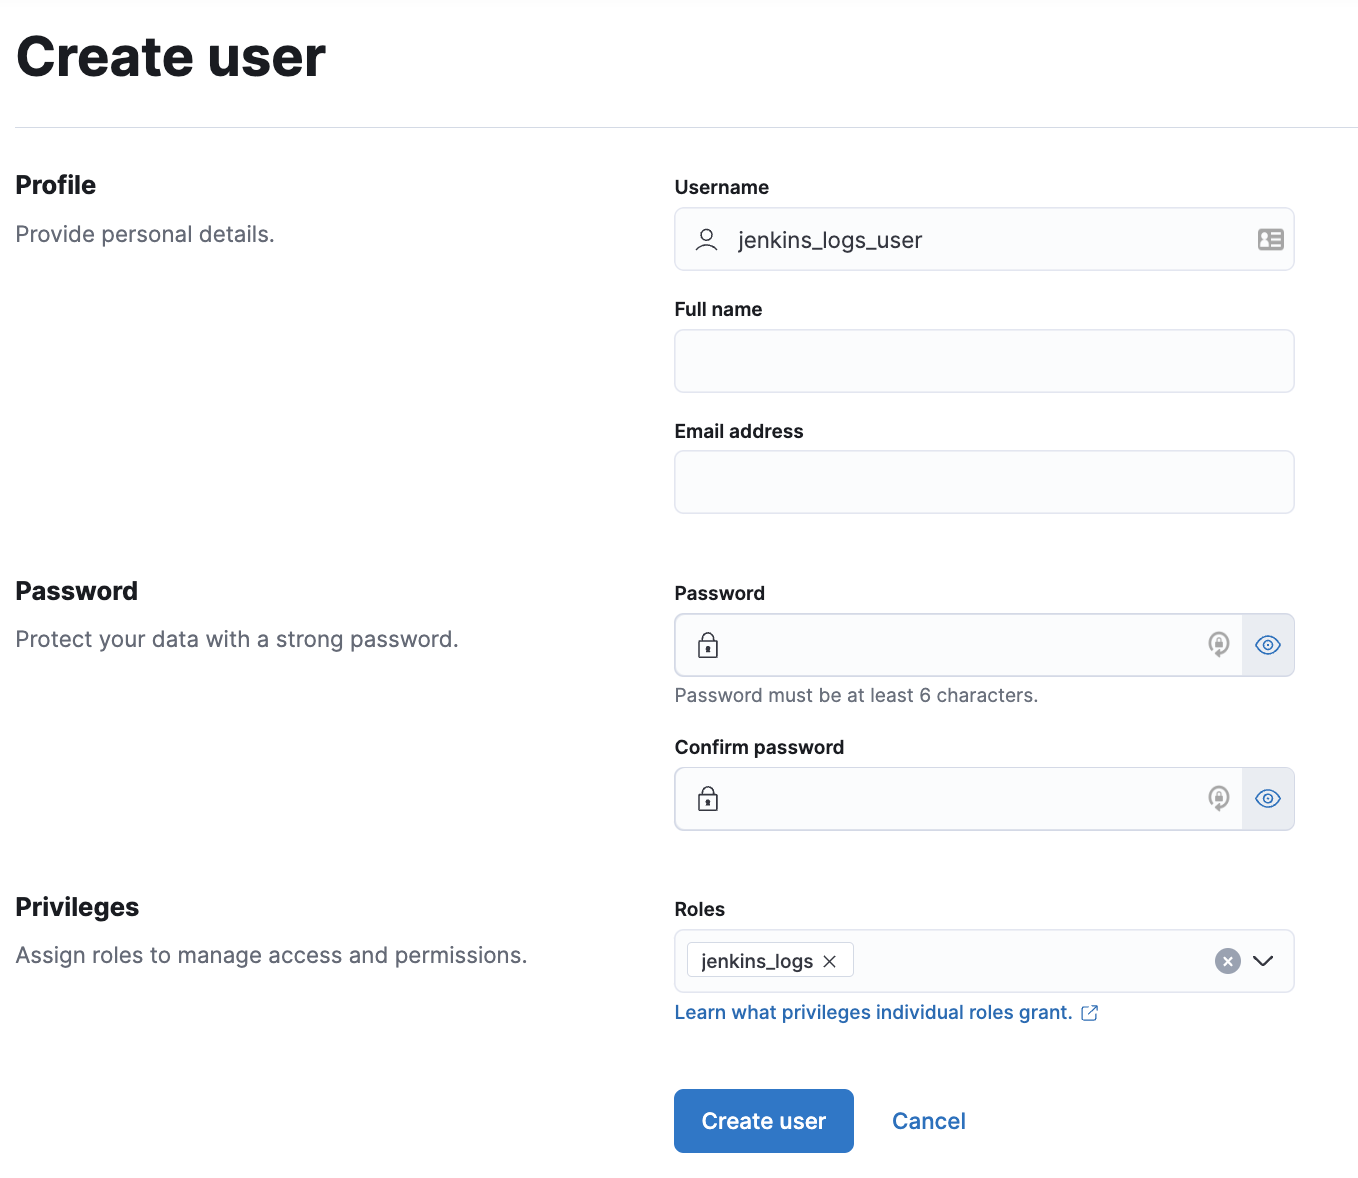 Create user
Profile
Provide personal details.
Username
jenkins_logs_user
Full name
Email address
Password
Protect your data with a strong password.
Password
Password must be at least 6 characters.
Confirm password
Privileges
Assign roles to manage access and permissions.
Roles
jenkins_logs
Learn what privileges individual roles grant.
Create user
Cancel